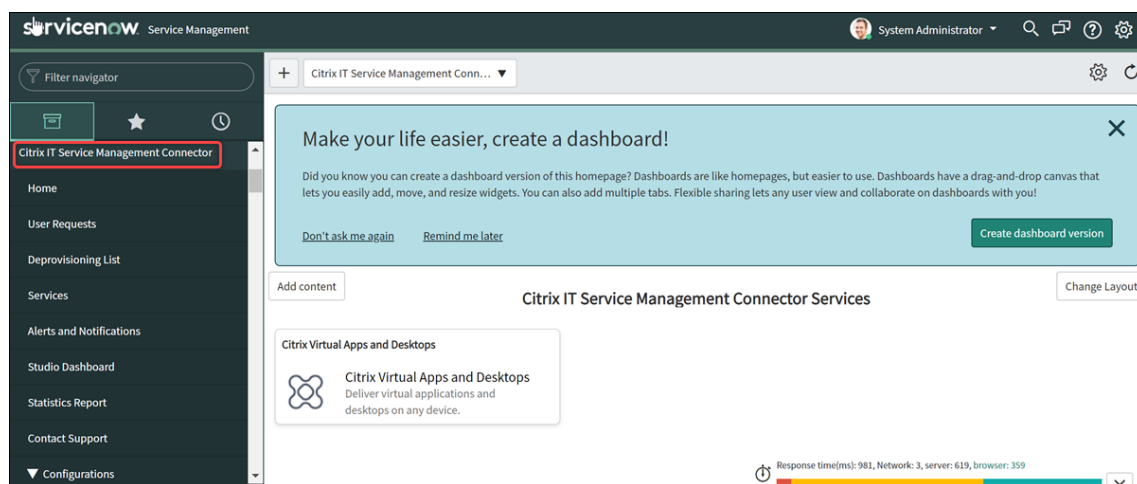 servicenow. Service Management
System Administrator
Filter navigator
Citrix IT Service Management Connector
Home
User Requests
Deprovisioning List
Services
Alerts and Notifications
Studio Dashboard
Statistics Report
Contact Support
Configurations
+ Citrix IT Service Management Conn...
Make your life easier, create a dashboard!
Did you know you can create a dashboard version of this homepage? Dashboards are like homepages, but easier to use. Dashboards have a drag-and-drop canvas that
lets you easily add, move, and resize widgets. You can also add multiple tabs. Flexible sharing lets any user view and collaborate on dashboards with you!
Don't ask me again Remind me later
Create dashboard version
Add content
Citrix IT Service Management Connector Services
Change Layout
Citrix Virtual Apps and Desktops
Citrix Virtual Apps and Desktops
Deliver virtual applications and
desktops on any device.
Response time(ms): 981, Network: 3, server: 619, browser: 359